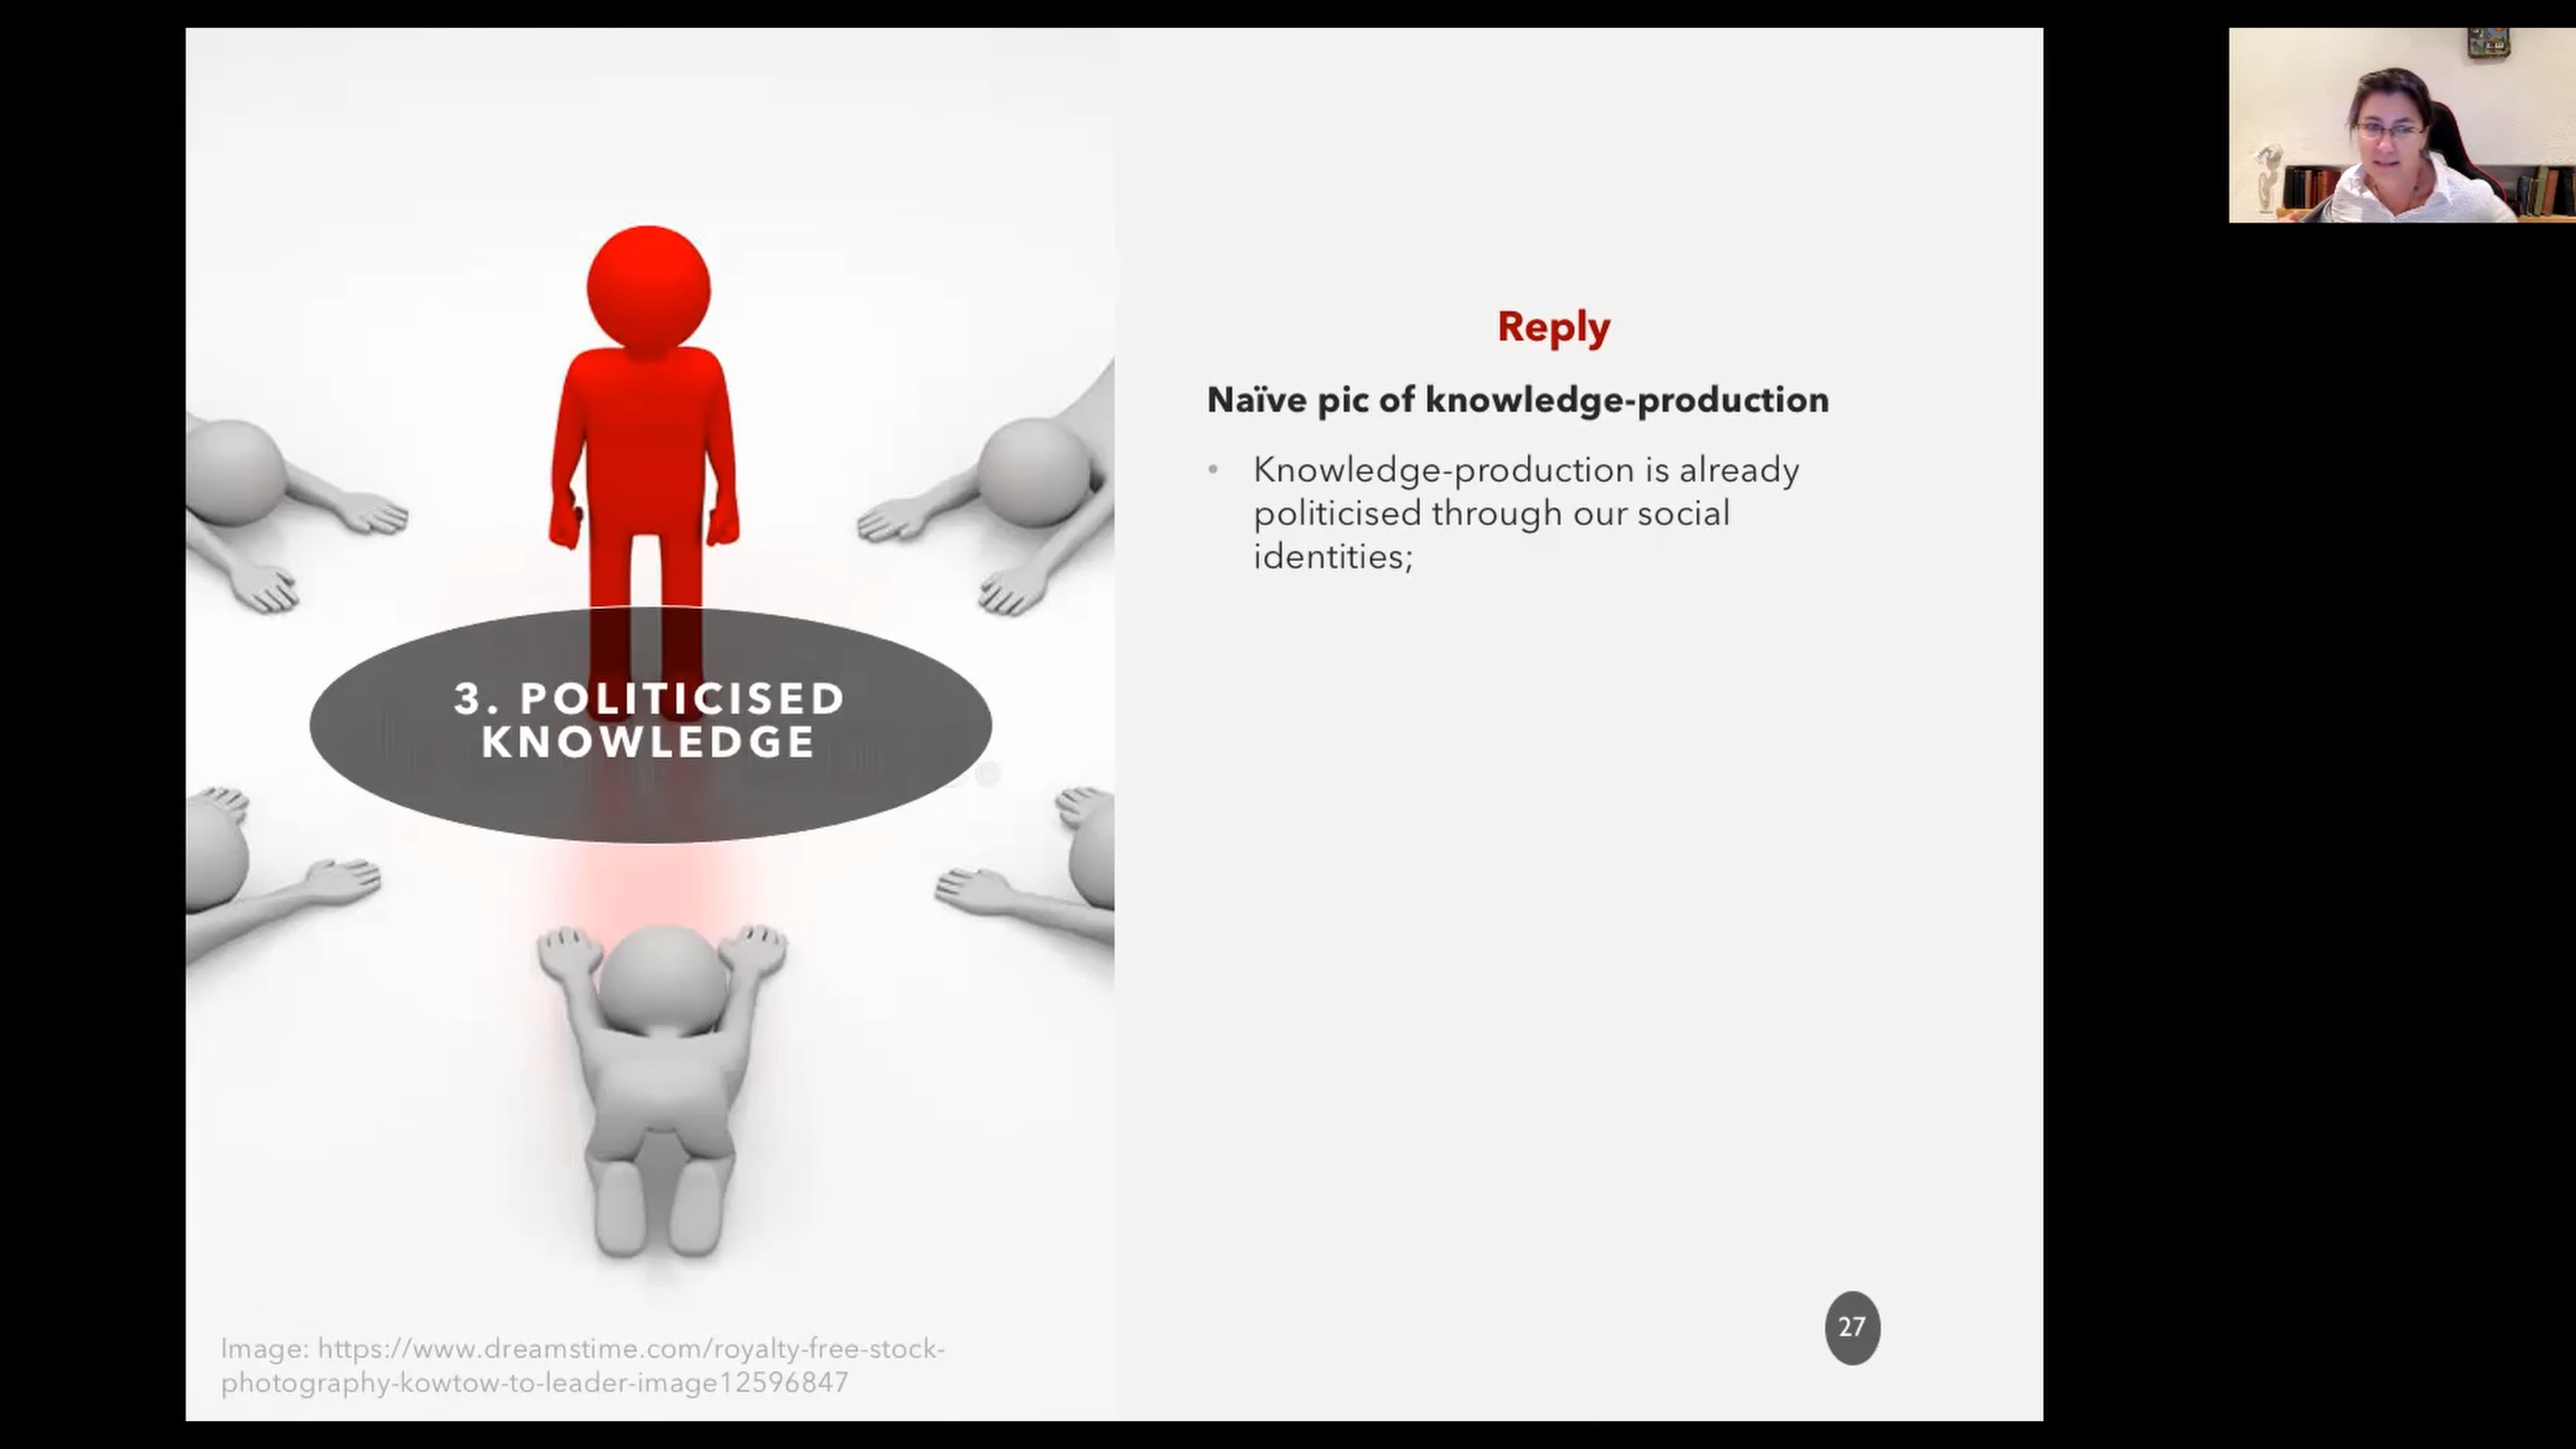 3. POLITICISED
KNOWLEDGE
Image: https://www.dreamstime.com/royalty-free-stock-
photography-kowtow-to-leader-image12596847
Reply
Naïve pic of knowledge-production
• Knowledge-production is already
politicised through our social
identities;
27